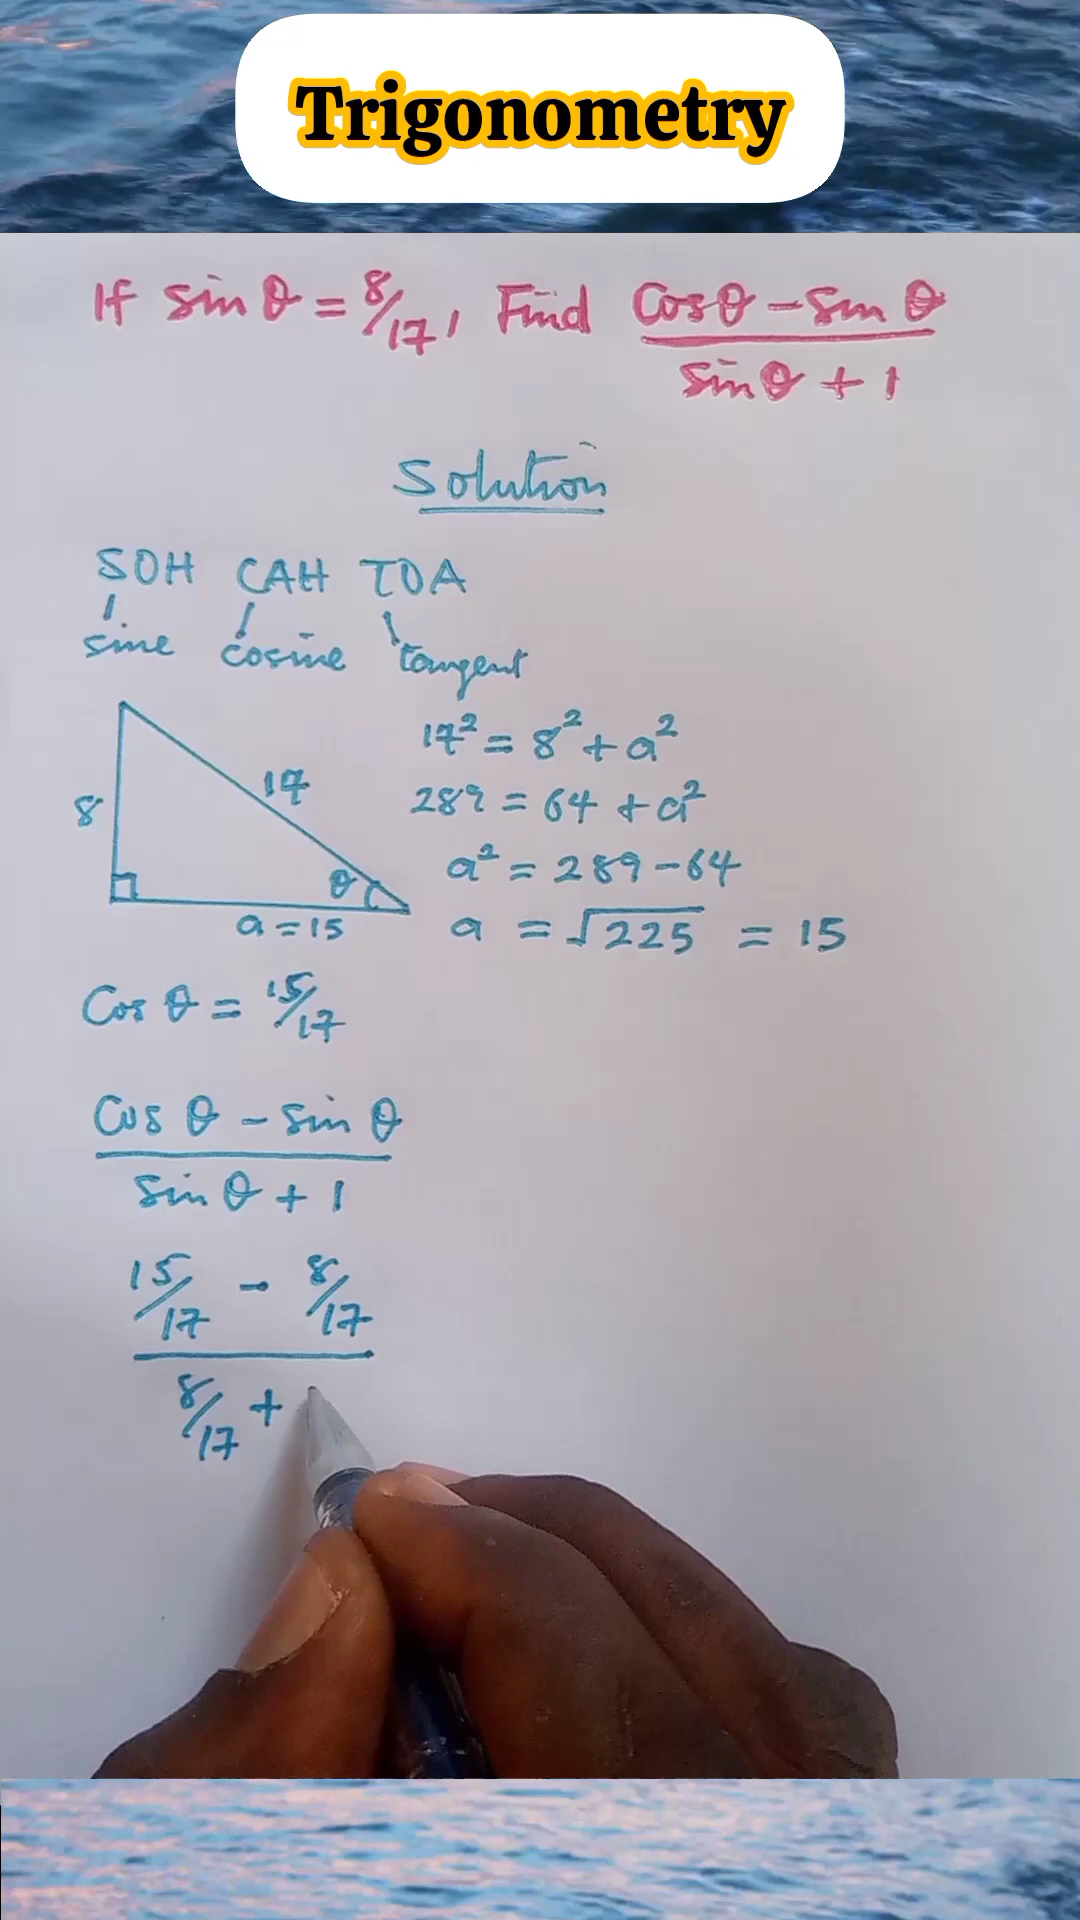 Trigonometry
If sin θ = 8/17, Find cosθ − sin θ
sinθ + 1
Solution
SOH CAH TOA
sine cosine tangent
17² = 8² + a²
289 = 64 + a²
a² = 289 − 64
a = √225 = 15
8
17
θ
a = 15
Cos θ = 15/17
Cos θ − sin θ
sin θ + 1
15/17 − 8/17
8/17 +